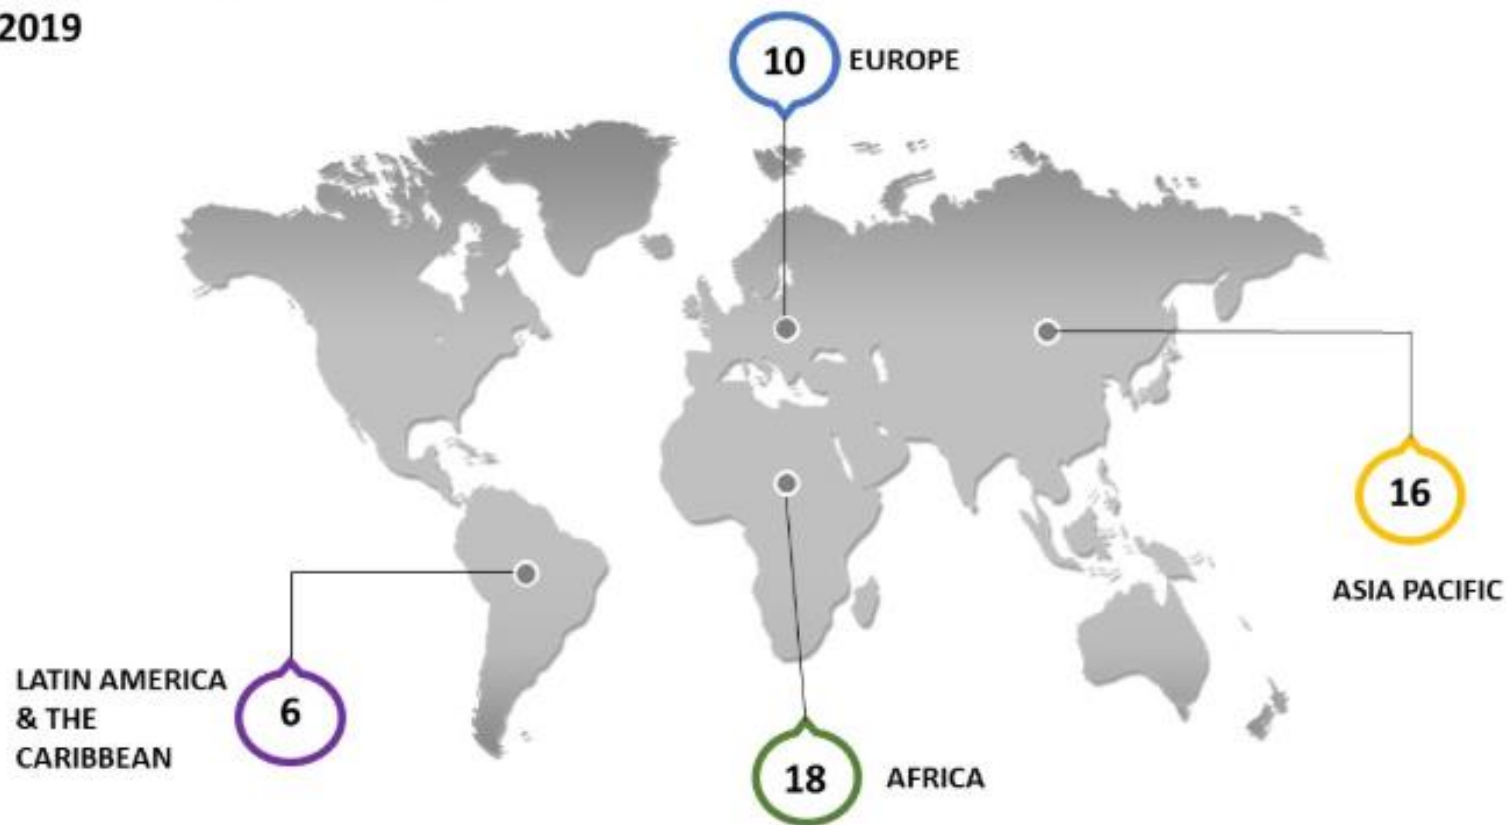 2019
10 EUROPE
16
ASIA PACIFIC
LATIN AMERICA
& THE
CARIBBEAN
6
18 AFRICA